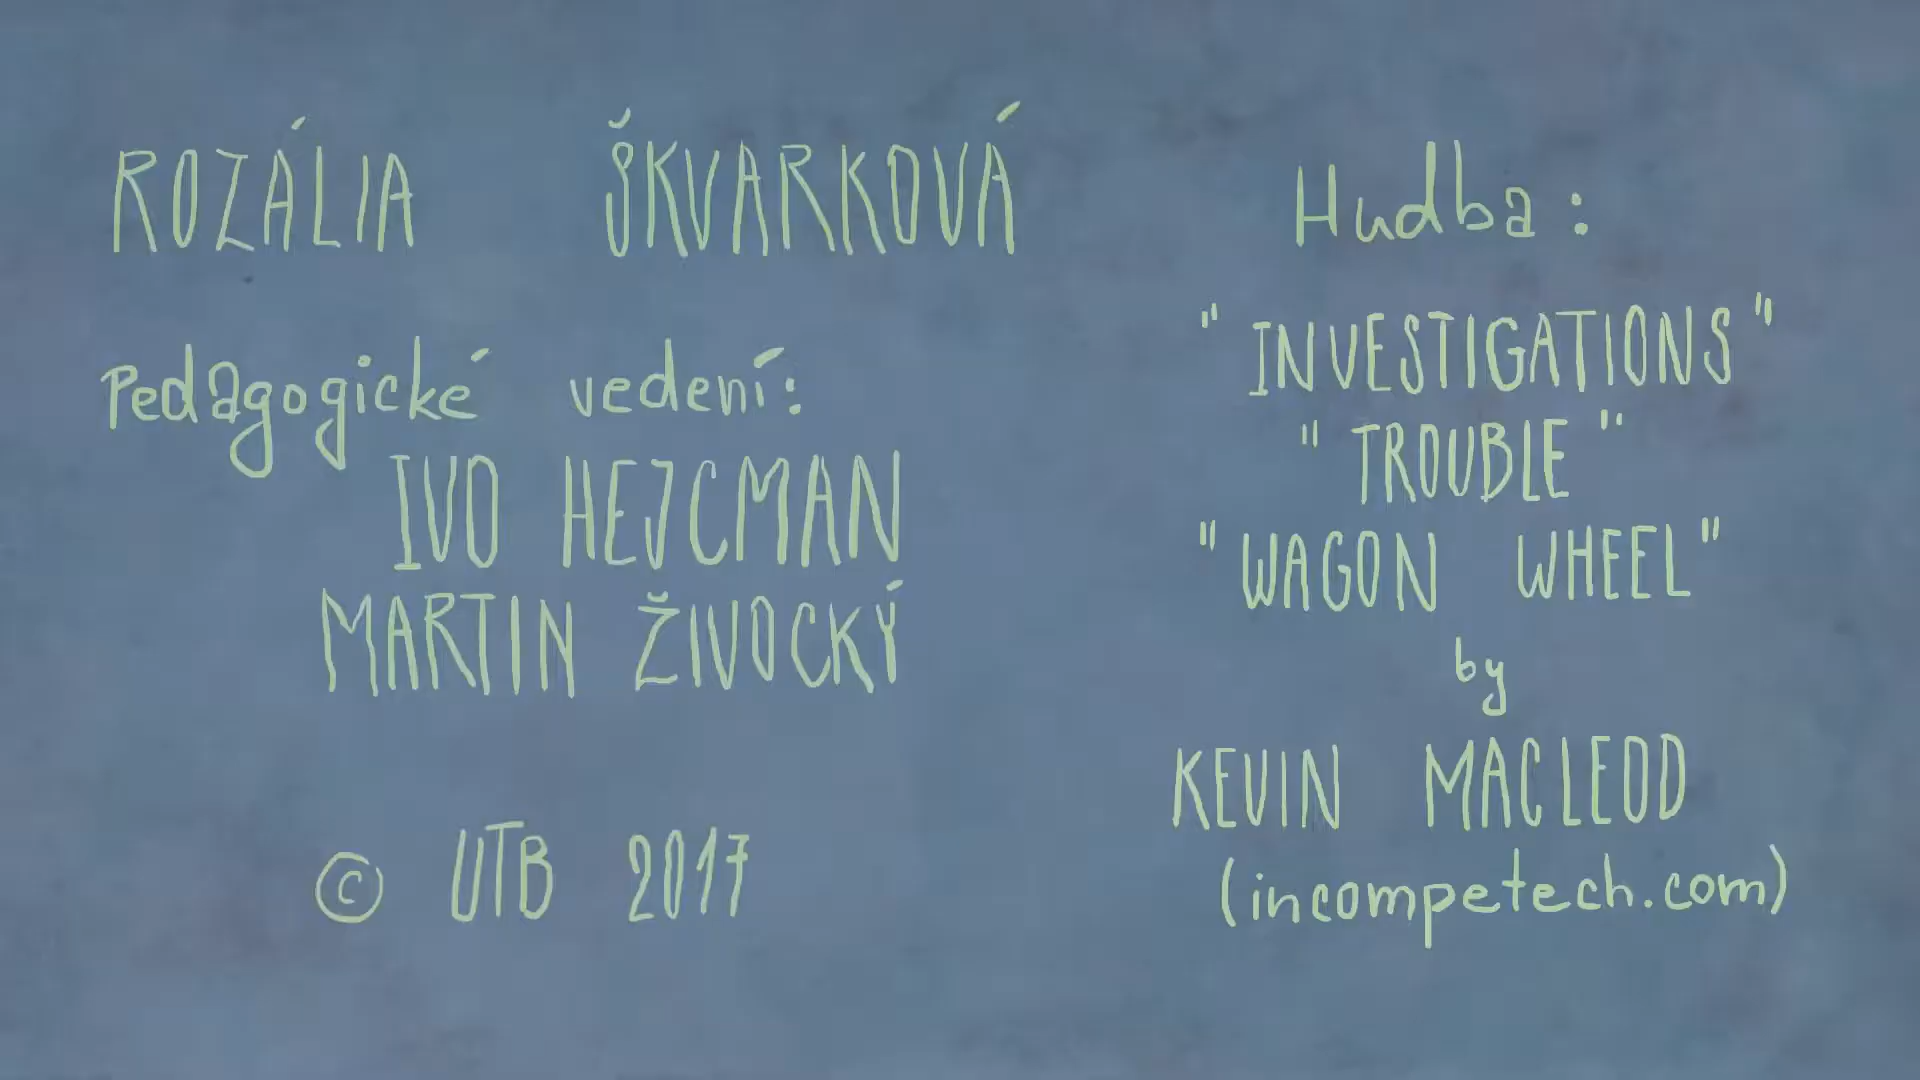 ROZÁLIA ŠKVARKOVÁ
Pedagogické vedení:
IVO HEJCMAN
MARTIN ŽIVOCKÝ
© UTB 2017
Hudba:
"INVESTIGATIONS"
"TROUBLE"
"WAGON WHEEL"
by
KEVIN MACLEOD
(incompetech.com)